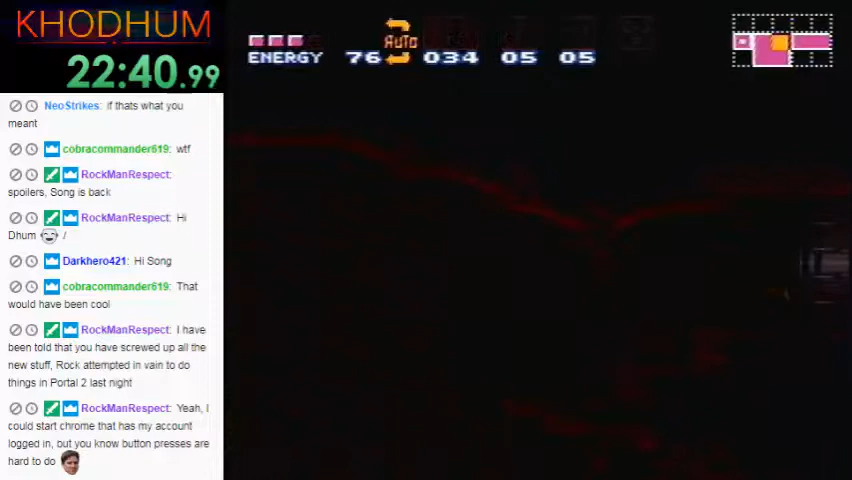 KHODHUM
22:40.99
NeoStrikes: if thats what you
meant
cobracommander619: wtf
RockManRespect:
spoilers, Song is back
RockManRespect: Hi
Dhum /
Darkhero421: Hi Song
cobracommander619: That
would have been cool
RockManRespect: I have
been told that you have screwed up all the
new stuff, Rock attempted in vain to do
things in Portal 2 last night
RockManRespect: Yeah, I
could start chrome that has my account
logged in, but you know button presses are
hard to do
AUTO
ENERGY 76 034 05 05